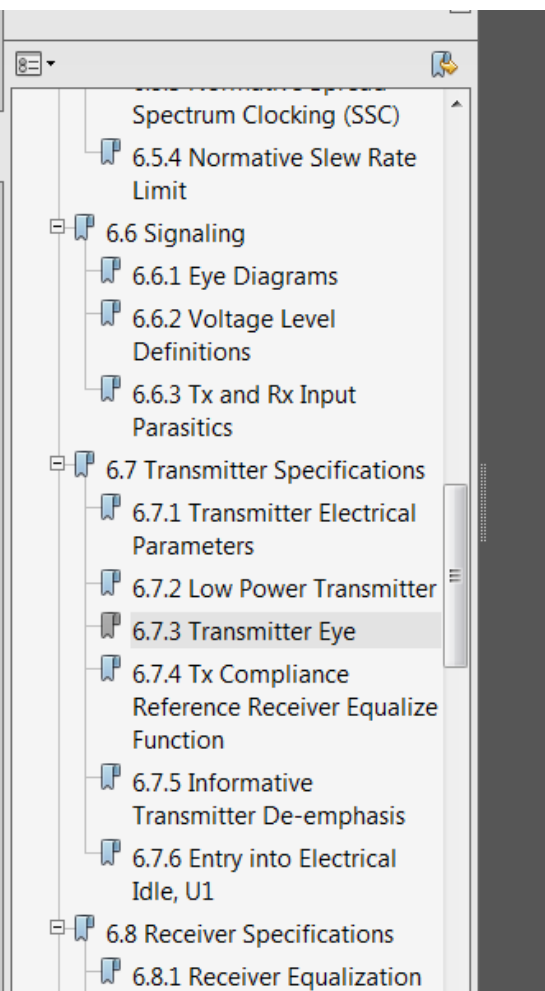 Spectrum Clocking (SSC)
6.5.4 Normative Slew Rate
Limit
6.6 Signaling
6.6.1 Eye Diagrams
6.6.2 Voltage Level
Definitions
6.6.3 Tx and Rx Input
Parasitics
6.7 Transmitter Specifications
6.7.1 Transmitter Electrical
Parameters
6.7.2 Low Power Transmitter
6.7.3 Transmitter Eye
6.7.4 Tx Compliance
Reference Receiver Equalize
Function
6.7.5 Informative
Transmitter De-emphasis
6.7.6 Entry into Electrical
Idle, U1
6.8 Receiver Specifications
6.8.1 Receiver Equalization